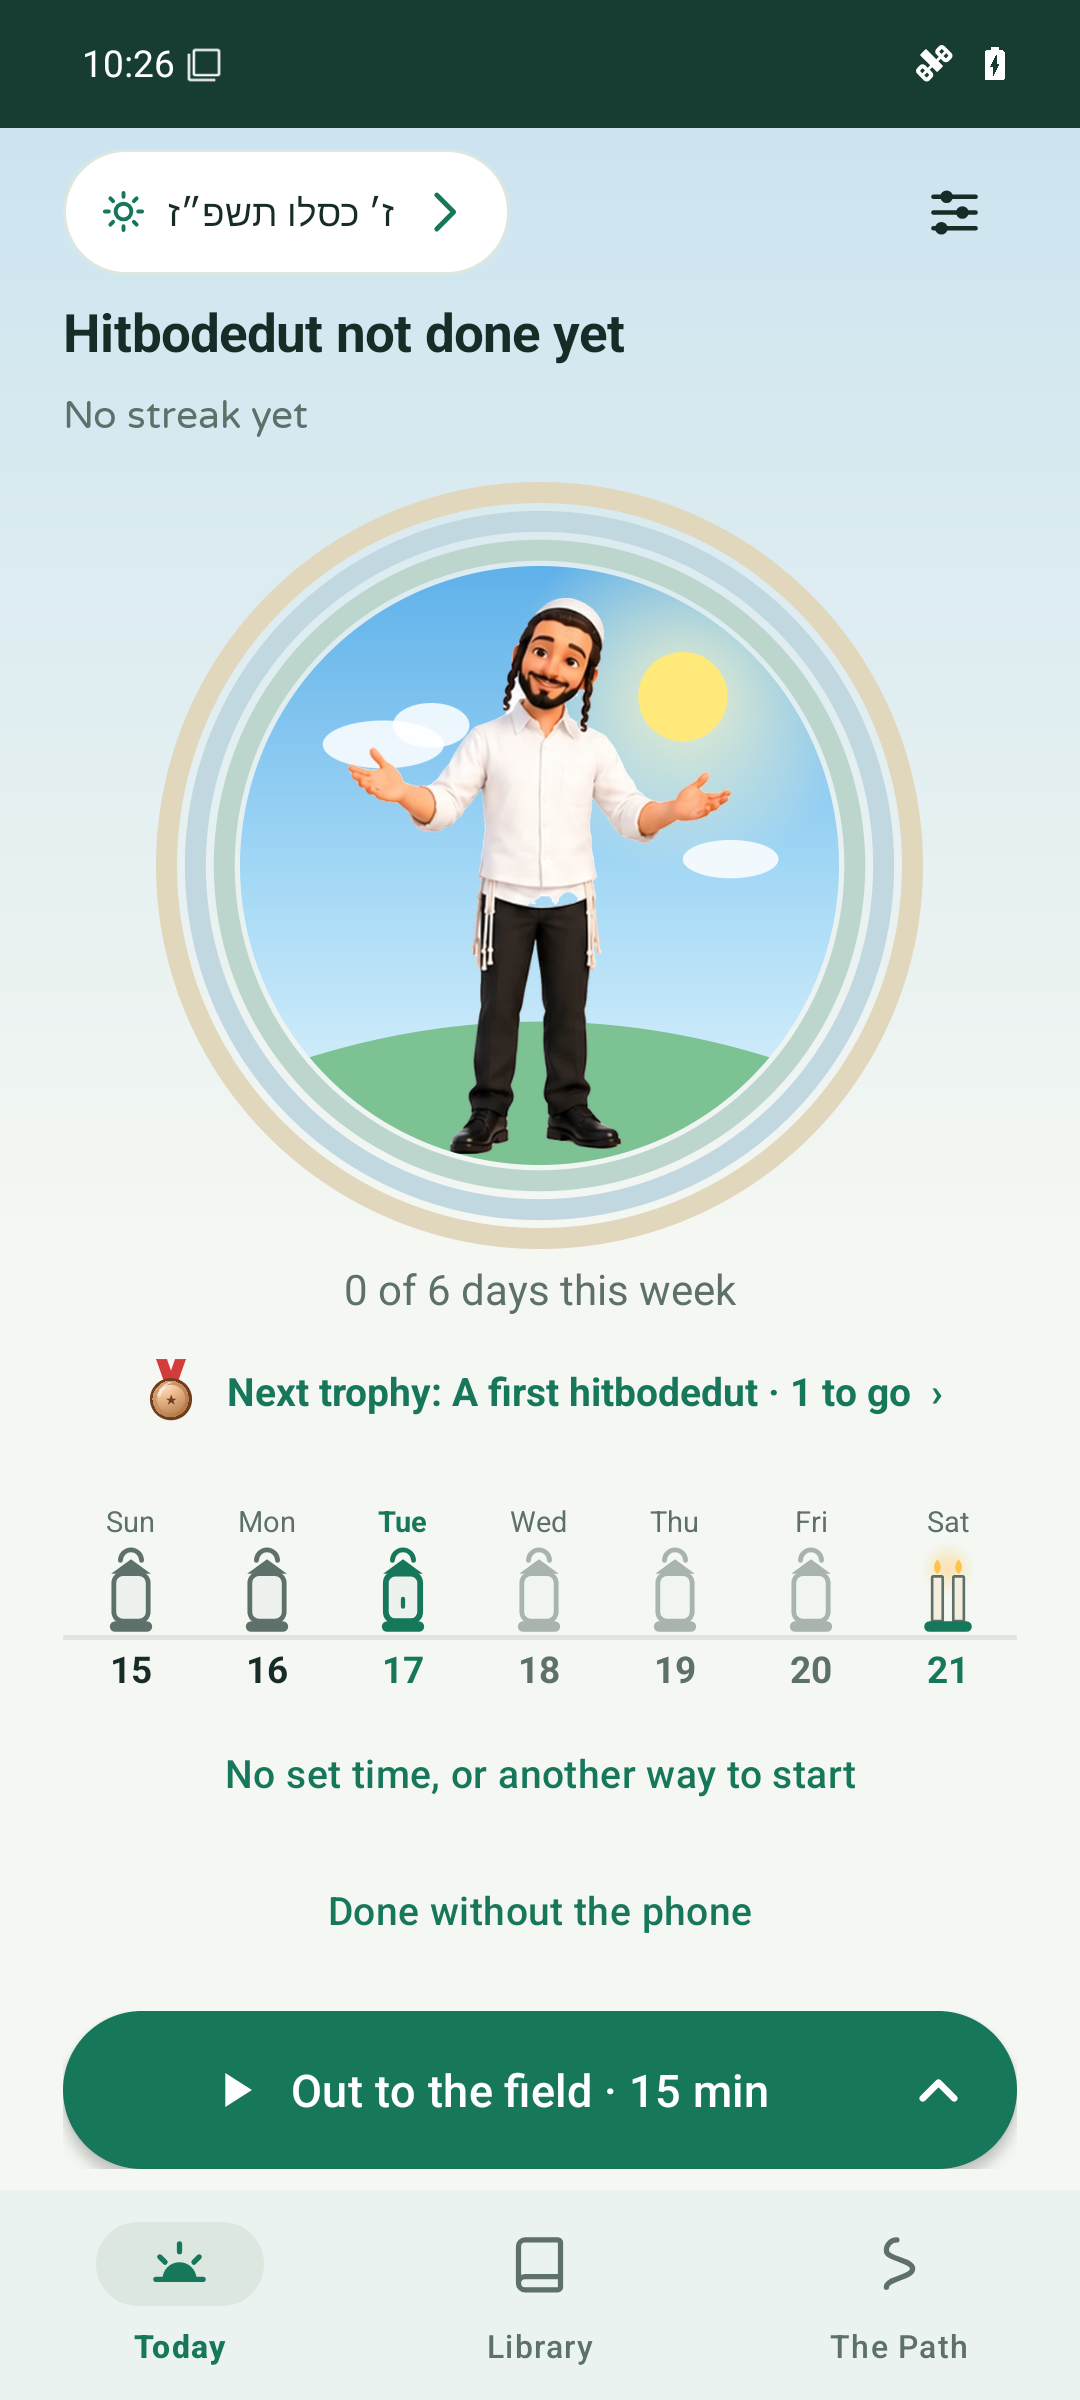 10:26
ז׳ כסלו תשפ״ז
Hitbodedut not done yet
No streak yet
0 of 6 days this week
Next trophy: A first hitbodedut · 1 to go ›
Sun Mon Tue Wed Thu Fri Sat
15 16 17 18 19 20 21
No set time, or another way to start
Done without the phone
Out to the field · 15 min
Today Library The Path